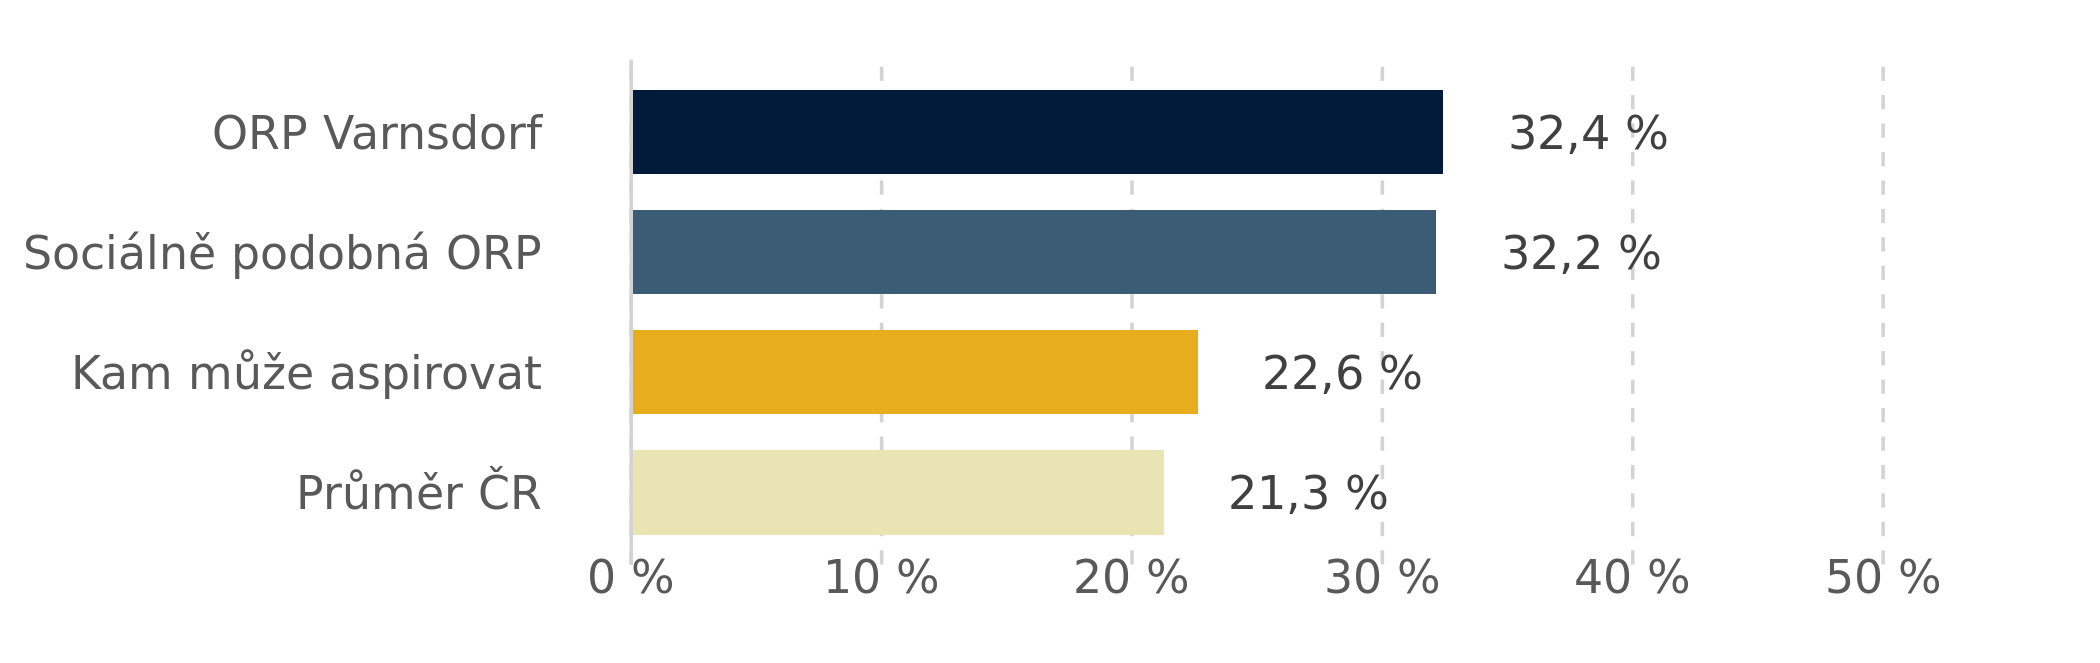 ORP Varnsdorf 32,4 %
Sociálně podobná ORP 32,2 %
Kam může aspirovat 22,6 %
Průměr ČR 21,3 %
0 % 10 % 20 % 30 % 40 % 50 %